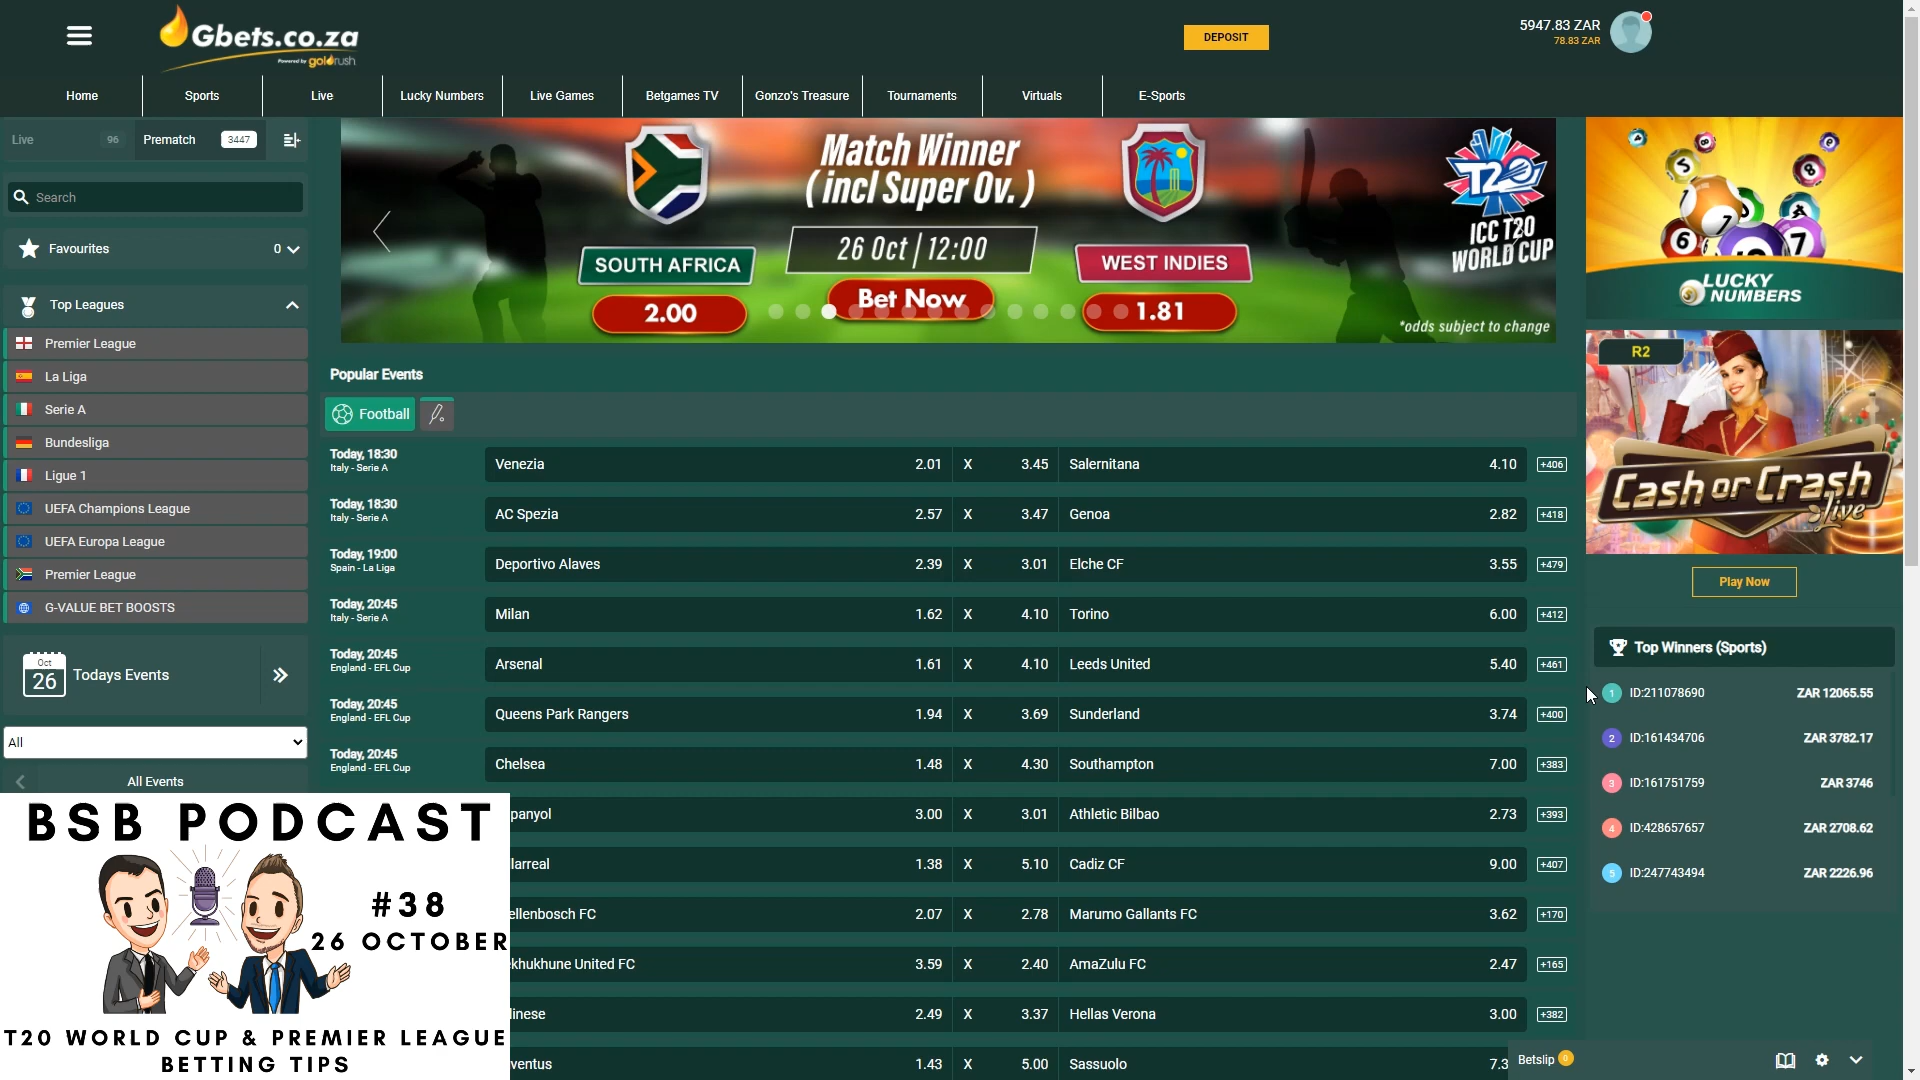 Gbets.co.za
Powered by goldrush
DEPOSIT
5947.83 ZAR
78.83 ZAR
Home
Sports
Live
Lucky Numbers
Live Games
Betgames TV
Gonzo's Treasure
Tournaments
Virtuals
E-Sports
Live 96
Prematch 3447
Search
Favourites 0
Top Leagues
Premier League
La Liga
Serie A
Bundesliga
Ligue 1
UEFA Champions League
UEFA Europa League
Premier League
G-VALUE BET BOOSTS
Oct
26
Todays Events
All
All Events
Match Winner
(incl Super Ov.)
26 Oct | 12:00
SOUTH AFRICA
2.00
Bet Now
WEST INDIES
1.81
T20
ICC T20
WORLD CUP
*odds subject to change
Popular Events
Football
Today, 18:30
Italy - Serie A
Venezia 2.01 X 3.45 Salernitana 4.10 +406
Today, 18:30
Italy - Serie A
AC Spezia 2.57 X 3.47 Genoa 2.82 +418
Today, 19:00
Spain - La Liga
Deportivo Alaves 2.39 X 3.01 Elche CF 3.55 +479
Today, 20:45
Italy - Serie A
Milan 1.62 X 4.10 Torino 6.00 +412
Today, 20:45
England - EFL Cup
Arsenal 1.61 X 4.10 Leeds United 5.40 +461
Today, 20:45
England - EFL Cup
Queens Park Rangers 1.94 X 3.69 Sunderland 3.74 +400
Today, 20:45
England - EFL Cup
Chelsea 1.48 X 4.30 Southampton 7.00 +383
panyol 3.00 X 3.01 Athletic Bilbao 2.73 +393
larreal 1.38 X 5.10 Cadiz CF 9.00 +407
ellenbosch FC 2.07 X 2.78 Marumo Gallants FC 3.62 +170
ekhukhune United FC 3.59 X 2.40 AmaZulu FC 2.47 +165
inese 2.49 X 3.37 Hellas Verona 3.00 +382
ventus 1.43 X 5.00 Sassuolo 7.3
LUCKY
NUMBERS
R2
Cash or Crash
live
Play Now
Top Winners (Sports)
1 ID:211078690 ZAR 12065.55
2 ID:161434706 ZAR 3782.17
3 ID:161751759 ZAR 3746
4 ID:428657657 ZAR 2708.62
5 ID:247743494 ZAR 2226.96
Betslip 0
BSB PODCAST
#38
26 OCTOBER
T20 WORLD CUP & PREMIER LEAGUE
BETTING TIPS